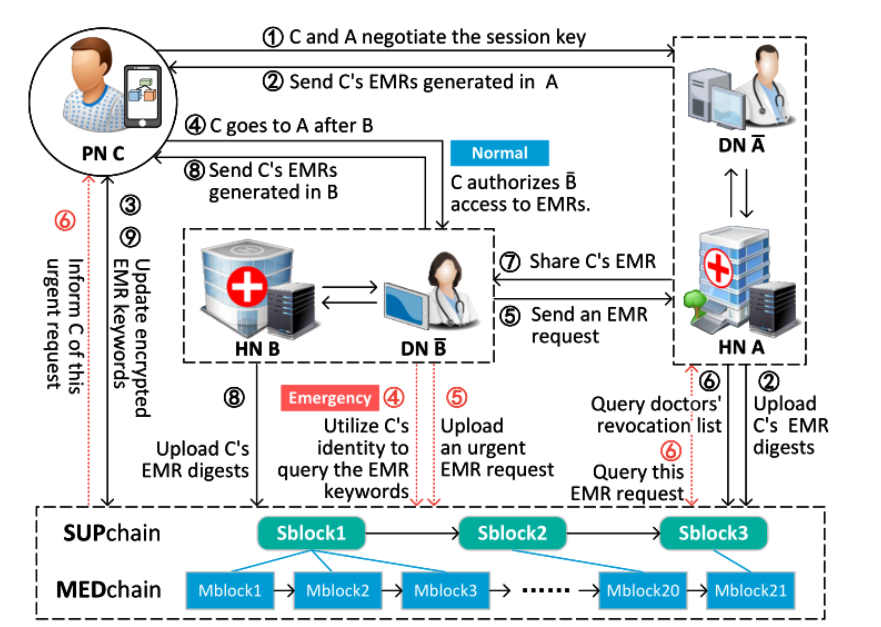 ① C and A negotiate the session key
② Send C's EMRs generated in A
PN C
DN A̅
④ C goes to A after B
Normal
⑧ Send C's EMRs
generated in B
C authorizes B̅
access to EMRs.
⑥
Inform C of this
urgent request
③
⑨
Update encrypted
EMR keywords
HN B
DN B̅
⑦ Share C's EMR
⑤ Send an EMR
request
HN A
⑧
Upload C's
EMR digests
Emergency ④
Utilize C's
identity to
query the EMR
keywords
⑤
Upload
an urgent
EMR request
⑥
Query doctors'
revocation list
⑥
Query this
EMR request
②
Upload
C's EMR
digests
SUPchain
Sblock1
Sblock2
Sblock3
MEDchain
Mblock1
Mblock2
Mblock3
······
Mblock20
Mblock21